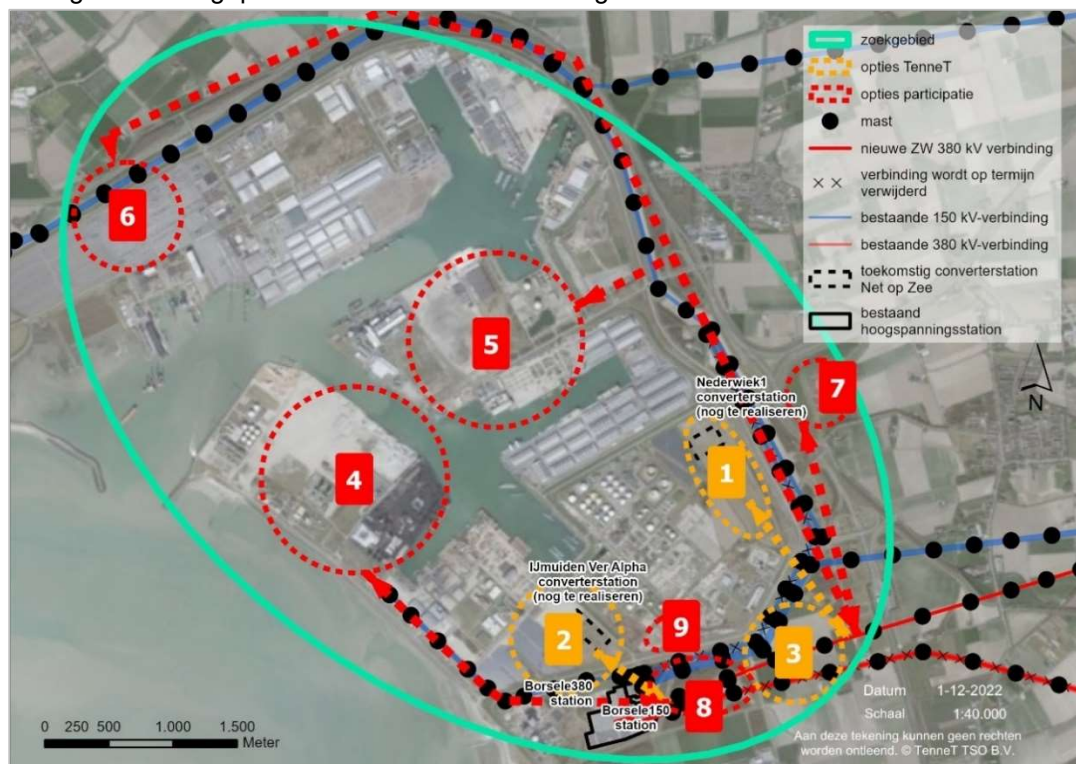 zoekgebied
opties TenneT
opties participatie
mast
nieuwe ZW 380 kV verbinding
verbinding wordt op termijn
verwijderd
bestaande 150 kV-verbinding
bestaande 380 kV-verbinding
toekomstig converterstation
Net op Zee
bestaand
hoogspanningsstation
N
6
5
7
Nederwiek1
converterstation
(nog te realiseren)
1
4
IJmuiden Ver Alpha
converterstation
(nog te realiseren)
2
9
3
Borsele380
station
Borsele150
station
8
Datum 1-12-2022
Schaal 1:40.000
Aan deze tekening kunnen geen rechten
worden ontleend. © TenneT TSO B.V.
0 250 500 1.000 1.500
Meter